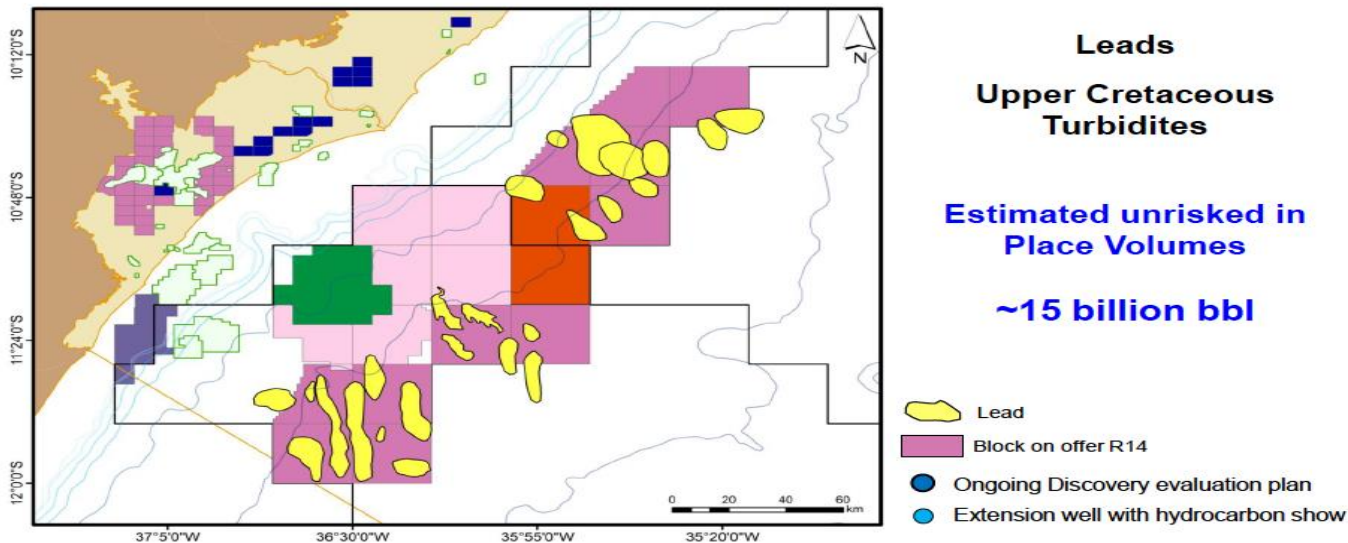 Leads
Upper Cretaceous
Turbidites
Estimated unrisked in
Place Volumes
~15 billion bbl
Lead
Block on offer R14
Ongoing Discovery evaluation plan
Extension well with hydrocarbon show
N
10°12'0"S
10°48'0"S
11°24'0"S
12°0'0"S
0 20 40 60
km
37°5'0"W 36°30'0"W 35°55'0"W 35°20'0"W